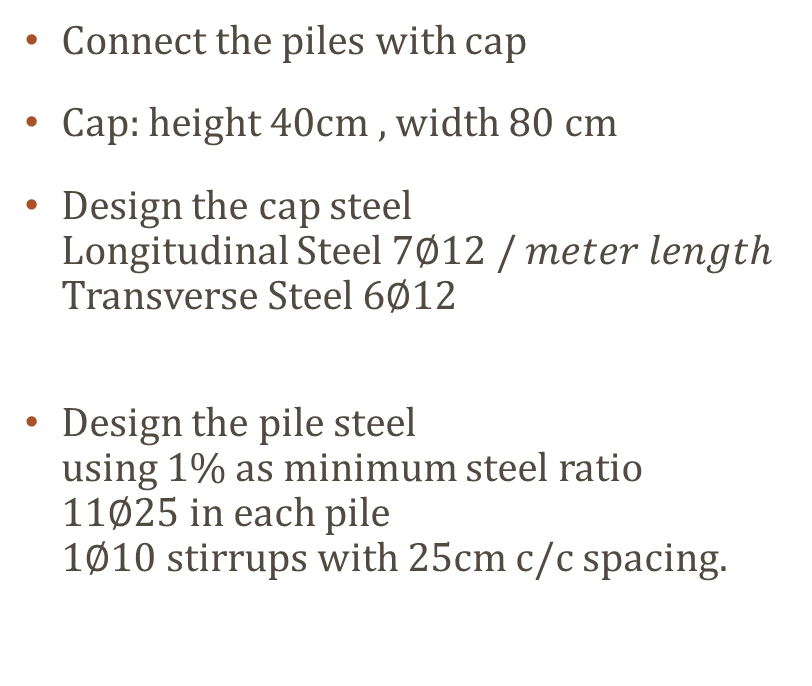 • Connect the piles with cap
• Cap: height 40cm , width 80 cm
• Design the cap steel
Longitudinal Steel 7Ø12 / meter length
Transverse Steel 6Ø12
• Design the pile steel
using 1% as minimum steel ratio
11Ø25 in each pile
1Ø10 stirrups with 25cm c/c spacing.